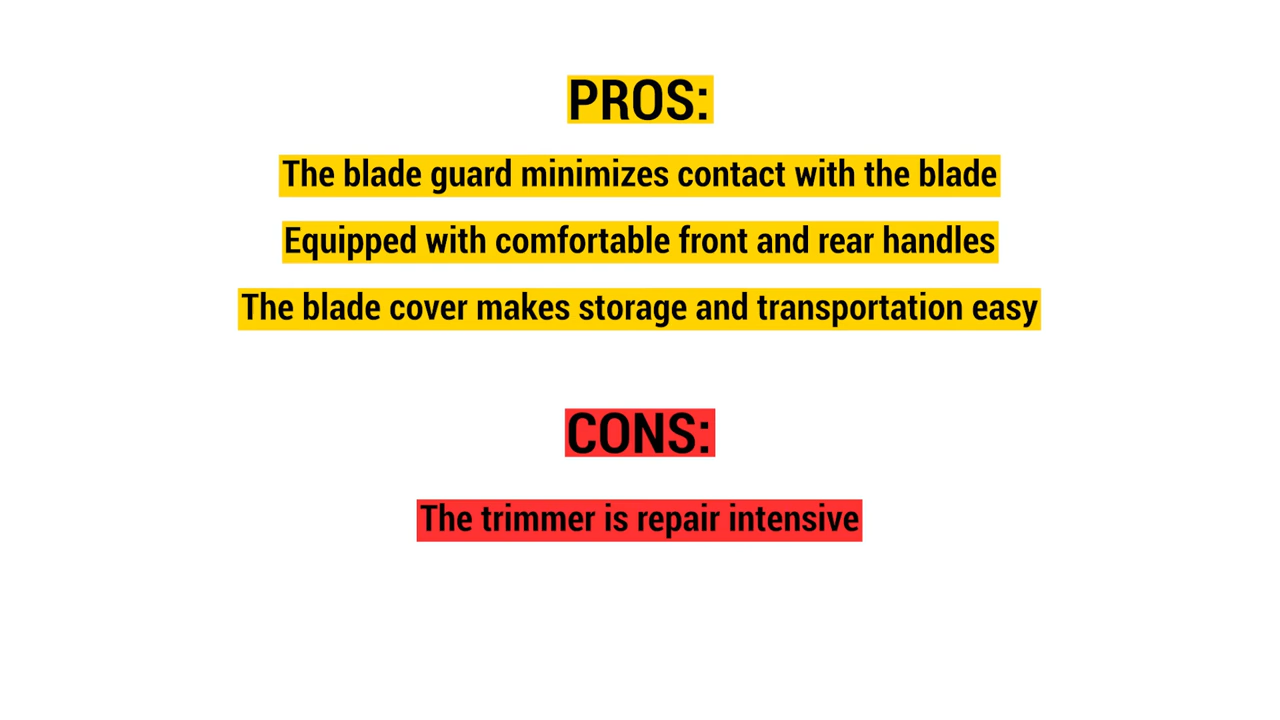 PROS:
The blade guard minimizes contact with the blade
Equipped with comfortable front and rear handles
The blade cover makes storage and transportation easy
CONS:
The trimmer is repair intensive